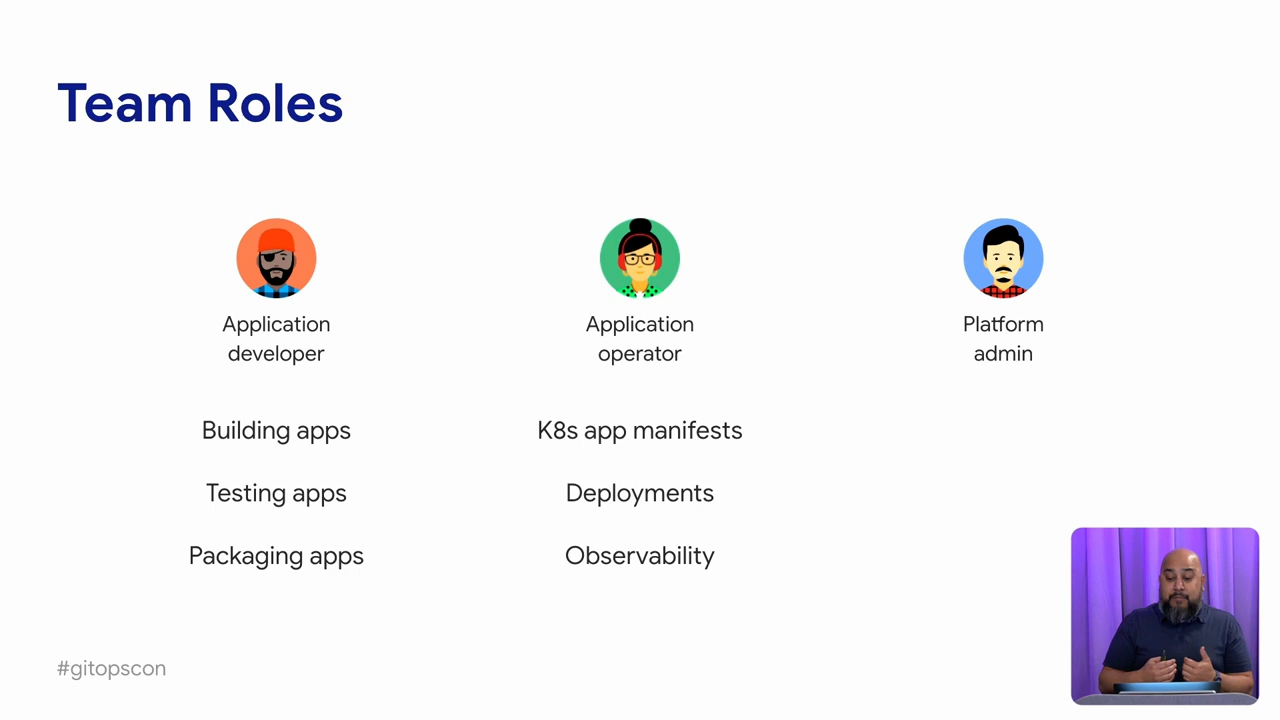 Team Roles
Application
developer
Application
operator
Platform
admin
Building apps
K8s app manifests
Testing apps
Deployments
Packaging apps
Observability
#gitopscon